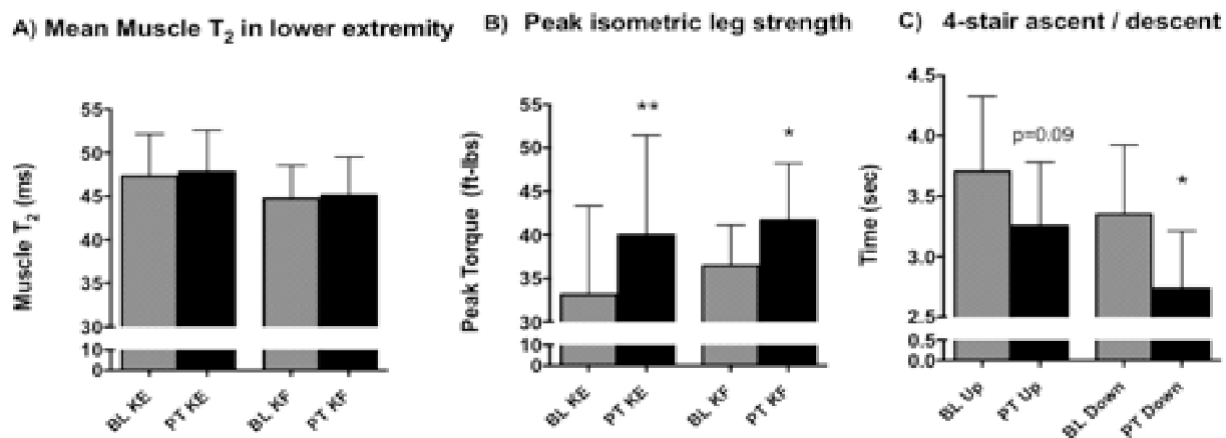 A) Mean Muscle T2 in lower extremity
Muscle T2 (ms)
55
50
45
40
35
30
10
0
BL KE
PT KE
BL KF
PT KF
B) Peak isometric leg strength
Peak Torque (ft-lbs)
55
50
45
40
35
30
10
0
**
*
BL KE
PT KE
BL KF
PT KF
C) 4-stair ascent / descent
Time (sec)
4.5
4.0
3.5
3.0
2.5
0.5
0.0
p=0.09
*
BL Up
PT Up
BL Down
PT Down